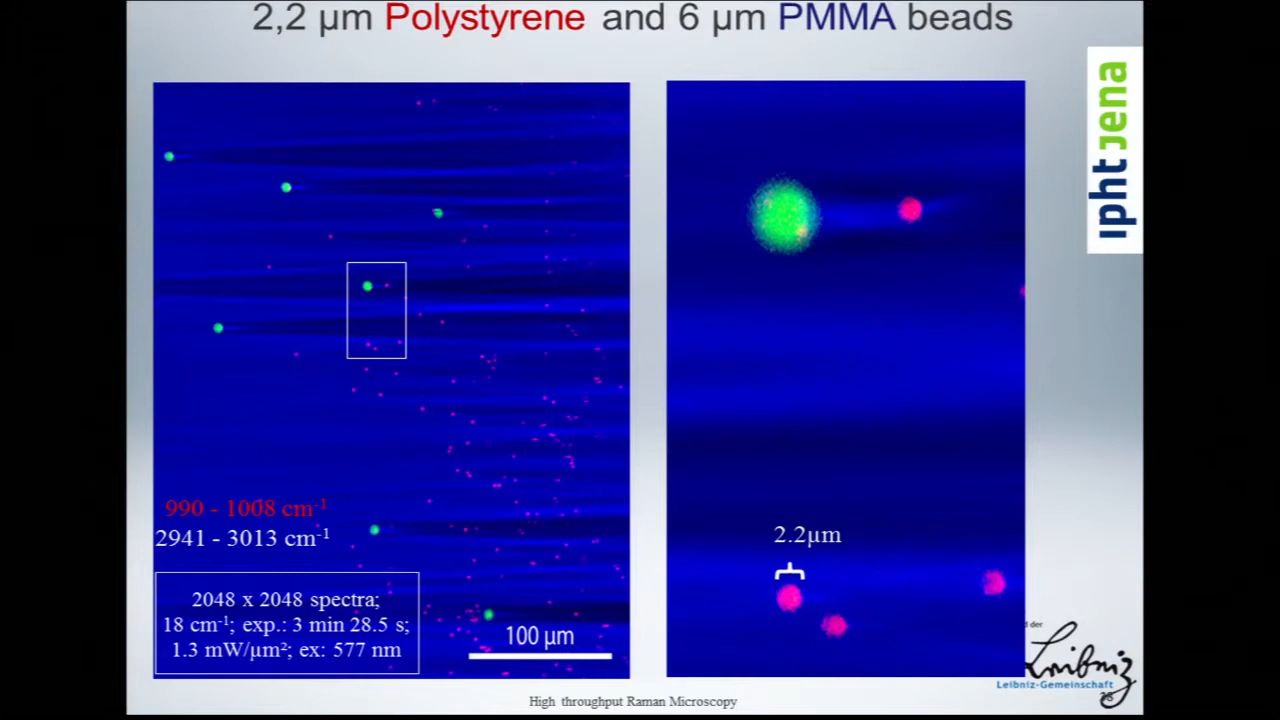 2,2 µm Polystyrene and 6 µm PMMA beads
990 - 1008 cm⁻¹
2941 - 3013 cm⁻¹
2048 x 2048 spectra;
18 cm⁻¹; exp.: 3 min 28.5 s;
1.3 mW/µm²; ex: 577 nm
100 µm
2.2µm
ipht jena
d der
Leibniz
Leibniz-Gemeinschaft
High throughput Raman Microscopy